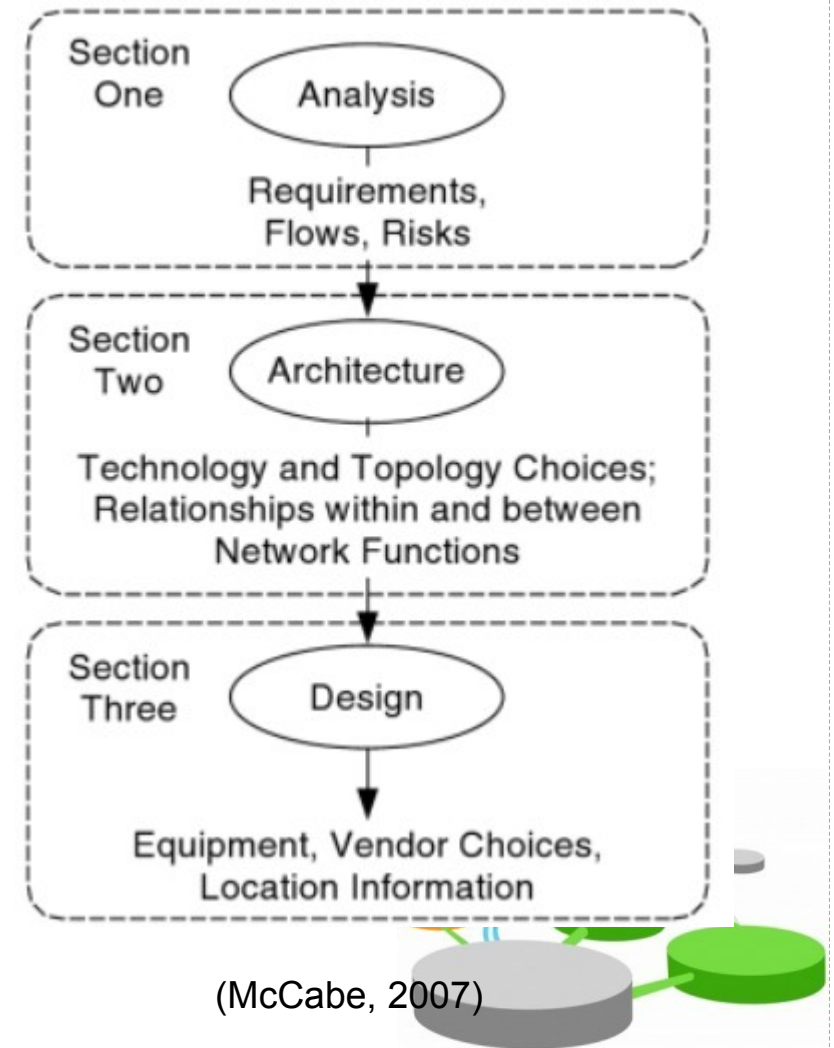 Section
One
Analysis
Requirements,
Flows, Risks
Section
Two
Architecture
Technology and Topology Choices;
Relationships within and between
Network Functions
Section
Three
Design
Equipment, Vendor Choices,
Location Information
(McCabe, 2007)